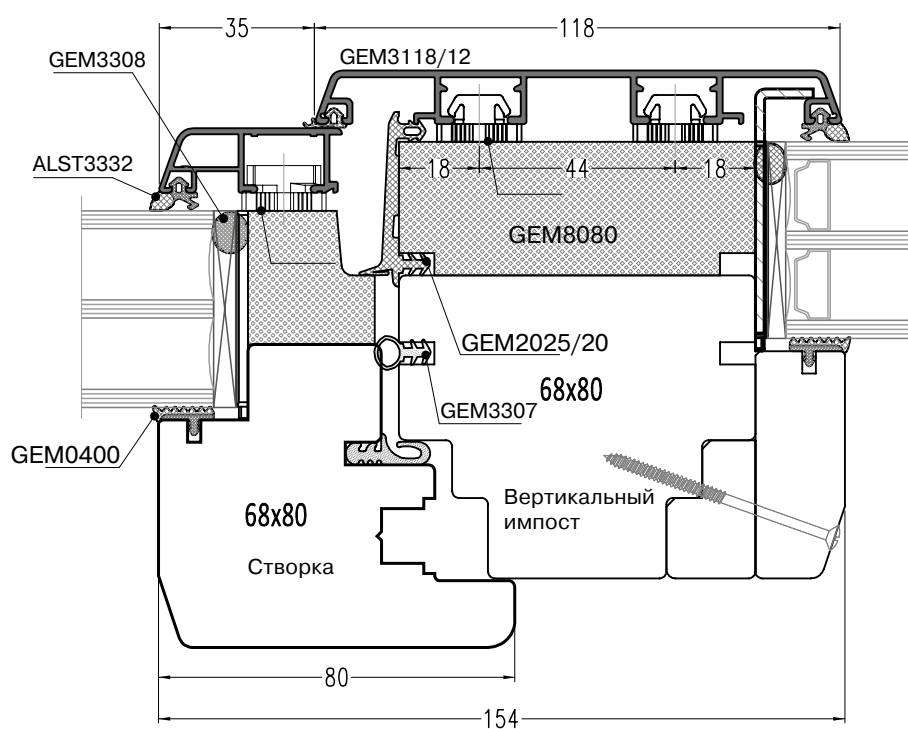 35
118
GEM3308
GEM3118/12
ALST3332
18
44
18
GEM8080
GEM2025/20
68x80
GEM3307
GEM0400
68x80
Вертикальный
импост
Створка
80
154